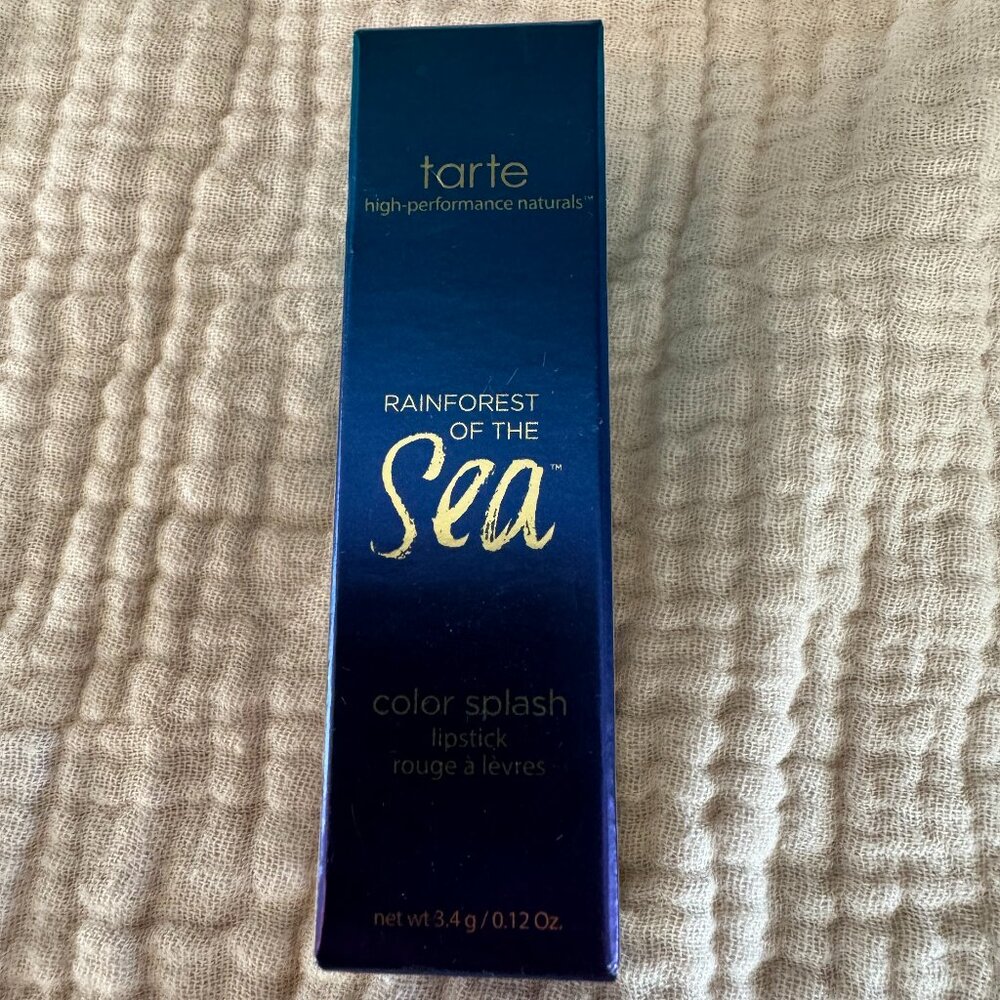 tarte
high-performance naturals™
RAINFOREST
OF THE
Sea™
color splash
lipstick
rouge à lèvres
net wt 3.4 g / 0.12 Oz.